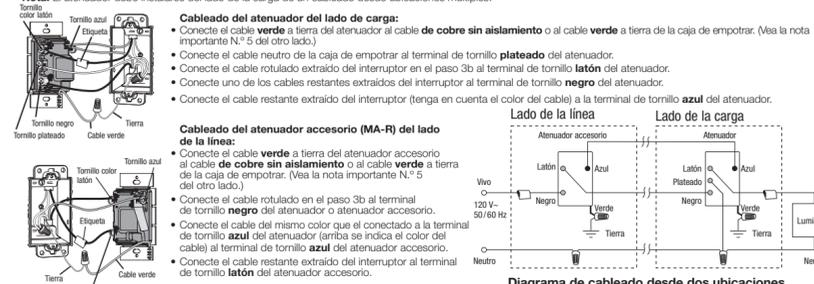 Tornillo
color latón
Tornillo azul
Etiqueta
Tornillo negro
Tierra
Tornillo plateado
Cable verde
Cableado del atenuador del lado de carga:
• Conecte el cable verde a tierra del atenuador al cable de cobre sin aislamiento o al cable verde a tierra de la caja de empotrar. (Vea la nota
importante N.º 5 del otro lado.)
• Conecte el cable neutro de la caja de empotrar al terminal de tornillo plateado del atenuador.
• Conecte el cable rotulado extraído del interruptor en el paso 3b al terminal de tornillo latón del atenuador.
• Conecte uno de los cables restantes extraídos del interruptor al terminal de tornillo negro del atenuador.
• Conecte el cable restante extraído del interruptor (tenga en cuenta el color del cable) a la terminal de tornillo azul del atenuador.
Tornillo azul
Tornillo color
latón
Etiqueta
Tierra
Cable verde
Cableado del atenuador accesorio (MA-R) del lado
de la línea:
• Conecte el cable verde a tierra del atenuador accesorio
al cable de cobre sin aislamiento o al cable verde a tierra
de la caja de empotrar. (Vea la nota importante N.º 5
del otro lado.)
• Conecte el cable rotulado en el paso 3b al terminal
de tornillo negro del atenuador o atenuador accesorio.
• Conecte el cable del mismo color que el conectado a la terminal
de tornillo azul del atenuador (arriba se indica el color del
cable) al terminal de tornillo azul del atenuador accesorio.
• Conecte el cable restante extraído del interruptor al terminal
de tornillo latón del atenuador accesorio.
Lado de la línea
Lado de la carga
Atenuador accesorio
Atenuador
Latón
Azul
Latón
Azul
Plateado
Vivo
Negro
Negro
120 V~
50/60 Hz
Verde
Verde
Tierra
Tierra
Neutro
Diagrama de cableado desde dos ubicaciones